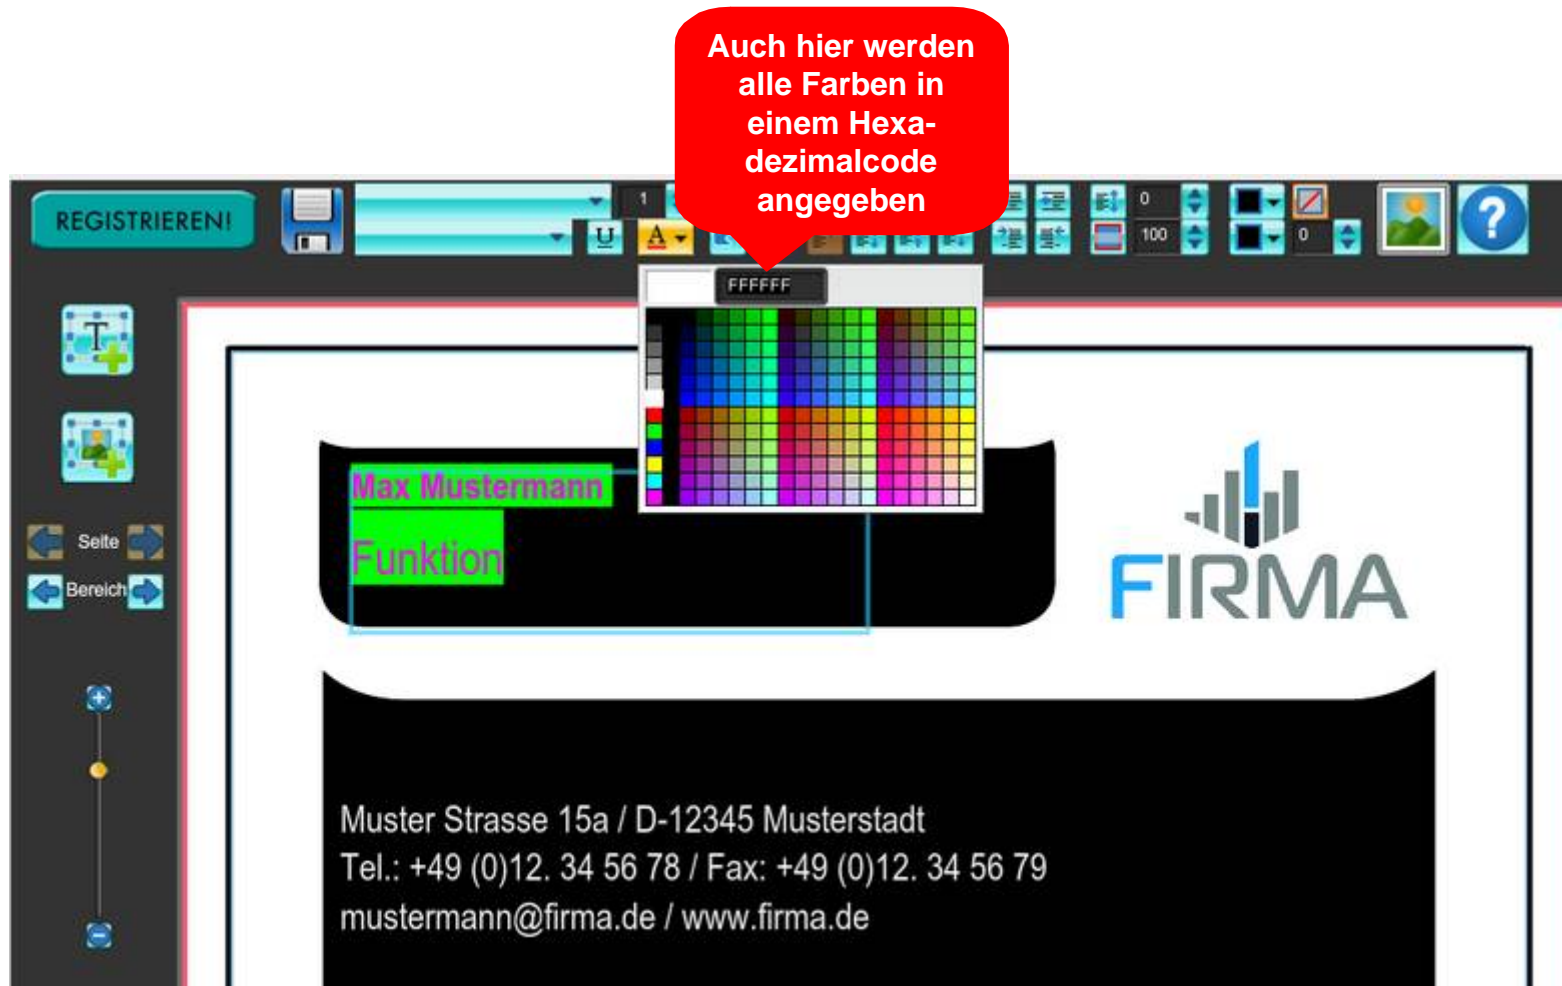 Auch hier werden
alle Farben in
einem Hexa-
dezimalcode
angegeben
REGISTRIEREN!
1
0
U
A
100
0
?
FFFFFF
T
Max Mustermann
Funktion
Seite
Bereich
FIRMA
Muster Strasse 15a / D-12345 Musterstadt
Tel.: +49 (0)12. 34 56 78 / Fax: +49 (0)12. 34 56 79
mustermann@firma.de / www.firma.de